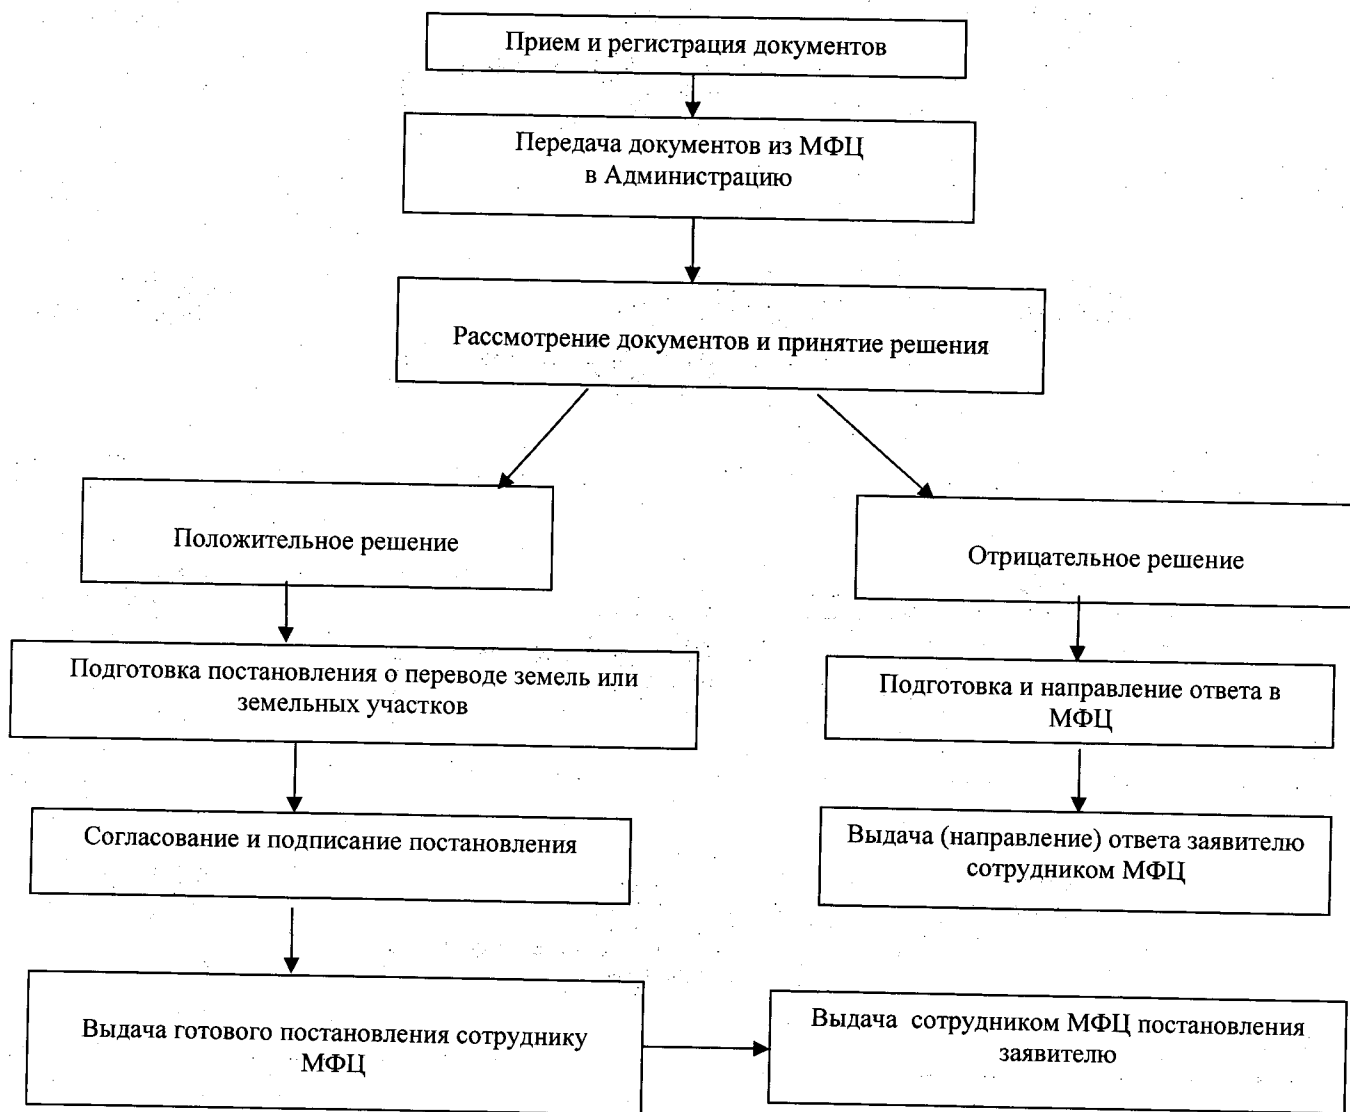 Прием и регистрация документов
Передача документов из МФЦ
в Администрацию
Рассмотрение документов и принятие решения
Положительное решение
Отрицательное решение
Подготовка постановления о переводе земель или
земельных участков
Подготовка и направление ответа в
МФЦ
Согласование и подписание постановления
Выдача (направление) ответа заявителю
сотрудником МФЦ
Выдача готового постановления сотруднику
МФЦ
Выдача сотрудником МФЦ постановления
заявителю